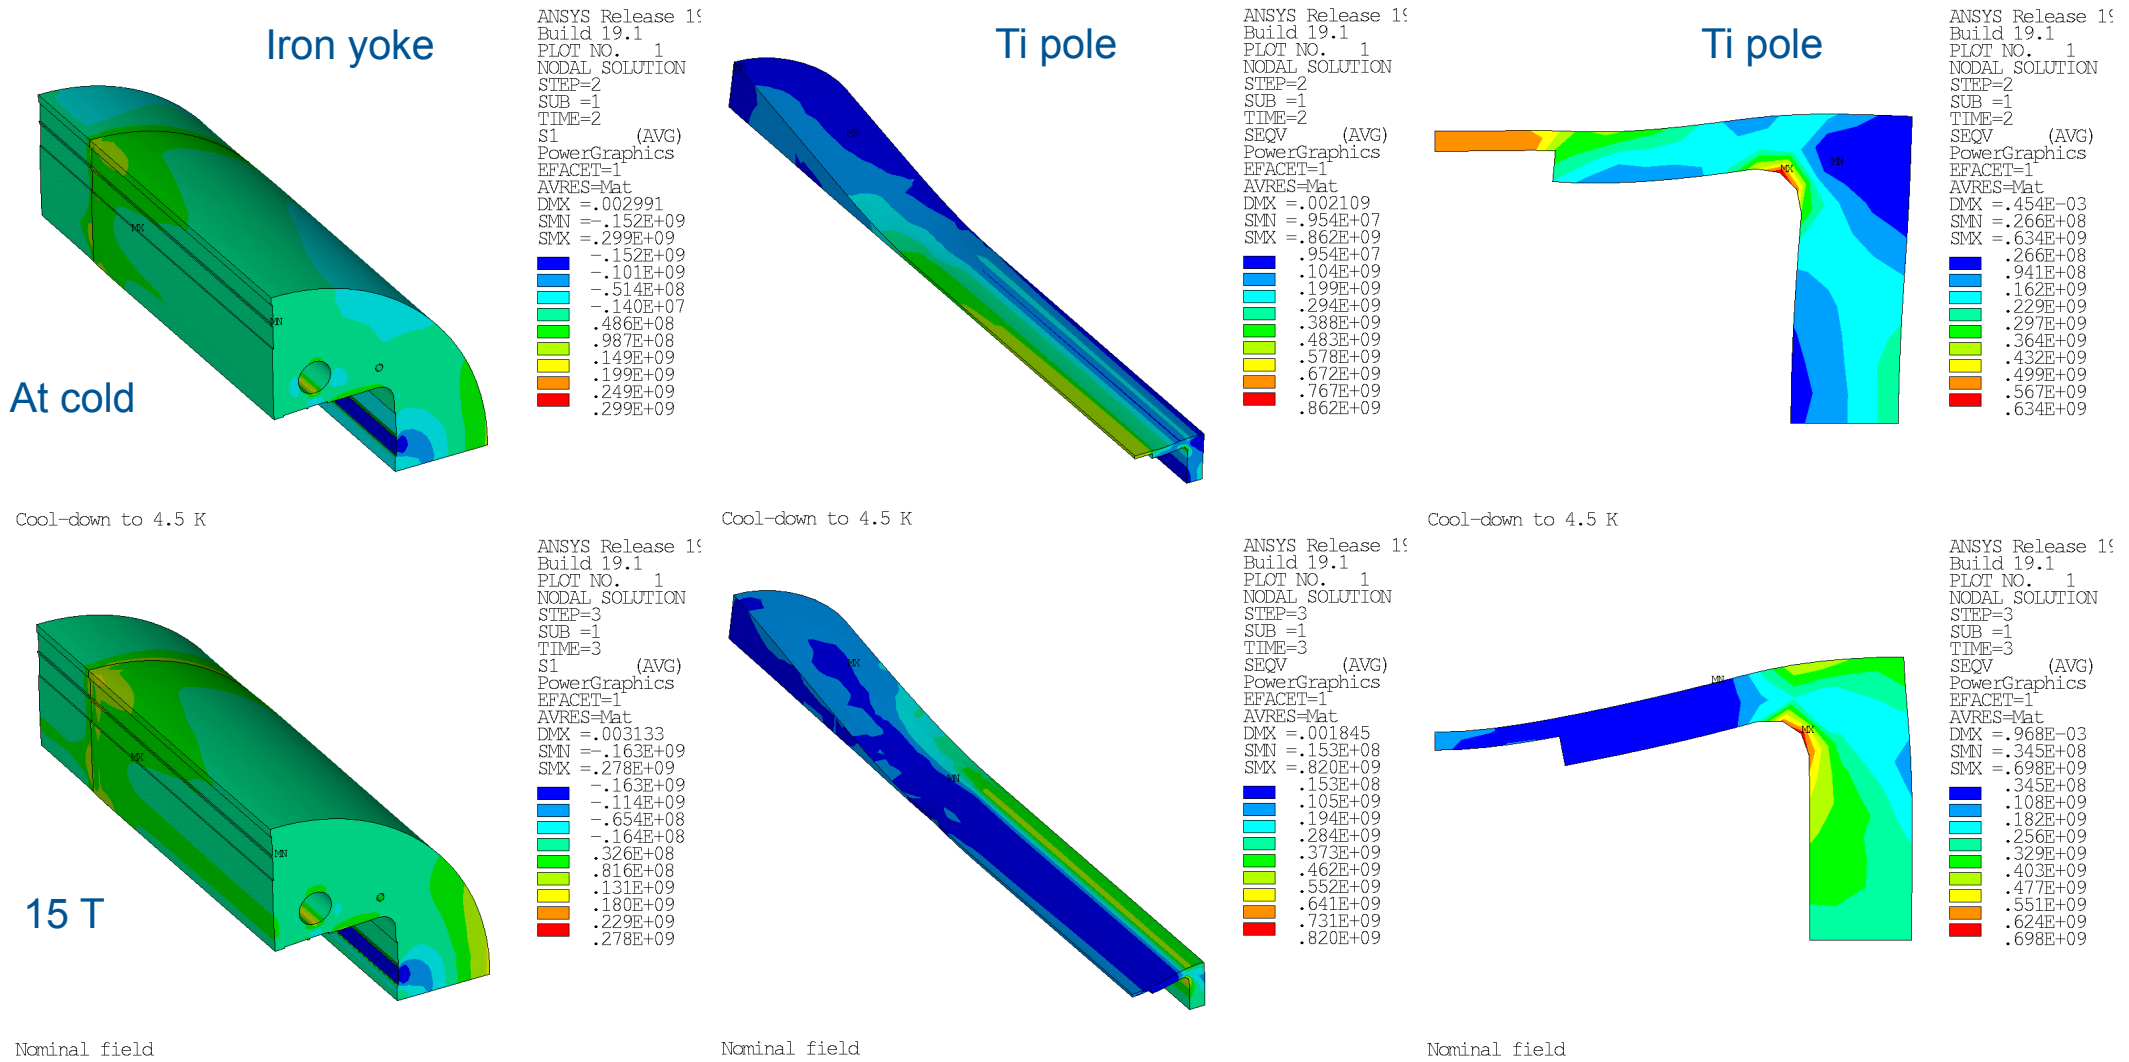 Iron yoke
At cold
ANSYS Release 19
Build 19.1
PLOT NO. 1
NODAL SOLUTION
STEP=2
SUB =1
TIME=2
S1 (AVG)
PowerGraphics
EFACET=1
AVRES=Mat
DMX =.002991
SMN =-.152E+09
SMX =.299E+09
-.152E+09
-.101E+09
-.514E+08
-.140E+07
.486E+08
.987E+08
.149E+09
.199E+09
.249E+09
.299E+09
MX
MN
Cool-down to 4.5 K
Ti pole
ANSYS Release 19
Build 19.1
PLOT NO. 1
NODAL SOLUTION
STEP=2
SUB =1
TIME=2
SEQV (AVG)
PowerGraphics
EFACET=1
AVRES=Mat
DMX =.002109
SMN =.954E+07
SMX =.862E+09
.954E+07
.104E+09
.199E+09
.294E+09
.388E+09
.483E+09
.578E+09
.672E+09
.767E+09
.862E+09
MX
Cool-down to 4.5 K
Ti pole
ANSYS Release 19
Build 19.1
PLOT NO. 1
NODAL SOLUTION
STEP=2
SUB =1
TIME=2
SEQV (AVG)
PowerGraphics
EFACET=1
AVRES=Mat
DMX =.454E-03
SMN =.266E+08
SMX =.634E+09
.266E+08
.941E+08
.162E+09
.229E+09
.297E+09
.364E+09
.432E+09
.499E+09
.567E+09
.634E+09
MN
MX
Cool-down to 4.5 K
15 T
ANSYS Release 19
Build 19.1
PLOT NO. 1
NODAL SOLUTION
STEP=3
SUB =1
TIME=3
S1 (AVG)
PowerGraphics
EFACET=1
AVRES=Mat
DMX =.003133
SMN =-.163E+09
SMX =.278E+09
-.163E+09
-.114E+09
-.654E+08
-.164E+08
.326E+08
.816E+08
.131E+09
.180E+09
.229E+09
.278E+09
MX
MN
Nominal field
ANSYS Release 19
Build 19.1
PLOT NO. 1
NODAL SOLUTION
STEP=3
SUB =1
TIME=3
SEQV (AVG)
PowerGraphics
EFACET=1
AVRES=Mat
DMX =.001845
SMN =.153E+08
SMX =.820E+09
.153E+08
.105E+09
.194E+09
.284E+09
.373E+09
.462E+09
.552E+09
.641E+09
.731E+09
.820E+09
MX
MN
Nominal field
ANSYS Release 19
Build 19.1
PLOT NO. 1
NODAL SOLUTION
STEP=3
SUB =1
TIME=3
SEQV (AVG)
PowerGraphics
EFACET=1
AVRES=Mat
DMX =.968E-03
SMN =.345E+08
SMX =.698E+09
.345E+08
.108E+09
.182E+09
.256E+09
.329E+09
.403E+09
.477E+09
.551E+09
.624E+09
.698E+09
MN
MX
Nominal field